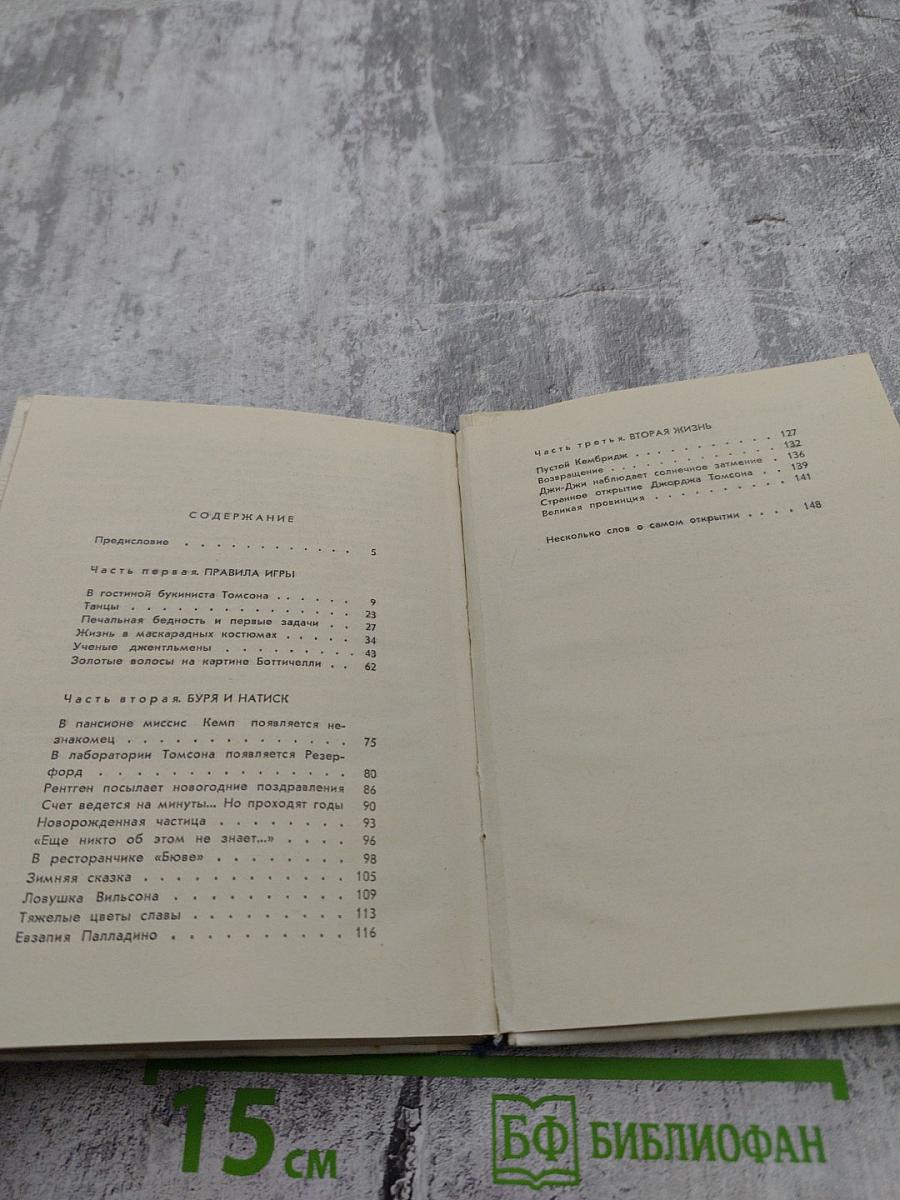 СОДЕРЖАНИЕ
Предисловие . . . . . . . . . . . . 5
Часть первая. ПРАВИЛА ИГРЫ
В гостиной букиниста Томсона . . . . . . 9
Танцы . . . . . . . . . . . . . . . 23
Печальная бедность и первые задачи . . 27
Жизнь в маскарадных костюмах . . . . . 34
Ученые джентльмены . . . . . . . . . 43
Золотые волосы на картине Боттичелли . . 62
Часть вторая. БУРЯ И НАТИСК
В пансионе миссис Кемп появляется не-
знакомец . . . . . . . . . . . . . . 75
В лаборатории Томсона появляется Резер-
форд . . . . . . . . . . . . . . . 80
Рентген посылает новогодние поздравления 86
Счет ведется на минуты... Но проходят годы 90
Новорожденная частица . . . . . . . . 93
«Еще никто об этом не знает...» . . . . 96
В ресторанчике «Бюве» . . . . . . . . 98
Зимняя сказка . . . . . . . . . . . . 105
Ловушка Вильсона . . . . . . . . . . 109
Тяжелые цветы славы . . . . . . . . . 113
Евзапия Палладино . . . . . . . . . . 116
Часть третья. ВТОРАЯ ЖИЗНЬ
Пустой Кембридж . . . . . . . . . . . 127
Возвращение . . . . . . . . . . . . . 132
Джи-Джи наблюдает солнечное затмение . 136
Странное открытие Джорджа Томсона . . 139
Великая провинция . . . . . . . . . . 141
Несколько слов о самом открытии . . . . 148
15 см
БФ БИБЛИОФАН